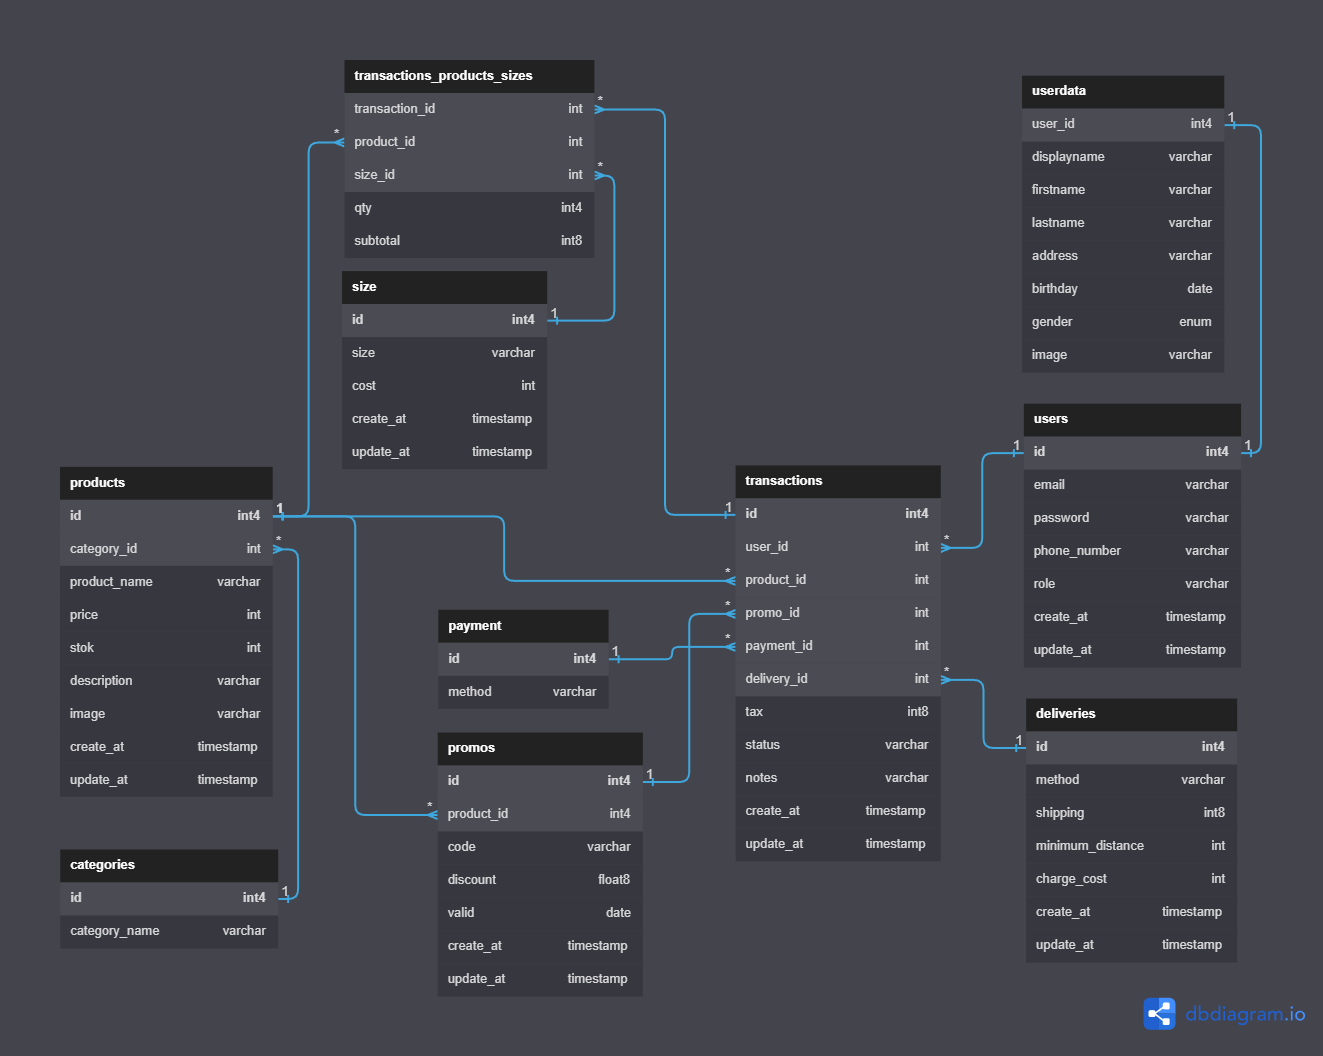 transactions_products_sizes
transaction_id int
product_id int
size_id int
qty int4
subtotal int8
* * *
size
id int4
size varchar
cost int
create_at timestamp
update_at timestamp
1
products
id int4
category_id int
product_name varchar
price int
stok int
description varchar
image varchar
create_at timestamp
update_at timestamp
1
*
categories
id int4
category_name varchar
1
payment
id int4
method varchar
1
promos
id int4
product_id int4
code varchar
discount float8
valid date
create_at timestamp
update_at timestamp
1
*
transactions
id int4
user_id int
product_id int
promo_id int
payment_id int
delivery_id int
tax int8
status varchar
notes varchar
create_at timestamp
update_at timestamp
1
*
*
*
*
*
userdata
user_id int4
displayname varchar
firstname varchar
lastname varchar
address varchar
birthday date
gender enum
image varchar
1
users
id int4
email varchar
password varchar
phone_number varchar
role varchar
create_at timestamp
update_at timestamp
1
1
deliveries
id int4
method varchar
shipping int8
minimum_distance int
charge_cost int
create_at timestamp
update_at timestamp
1
dbdiagram.io